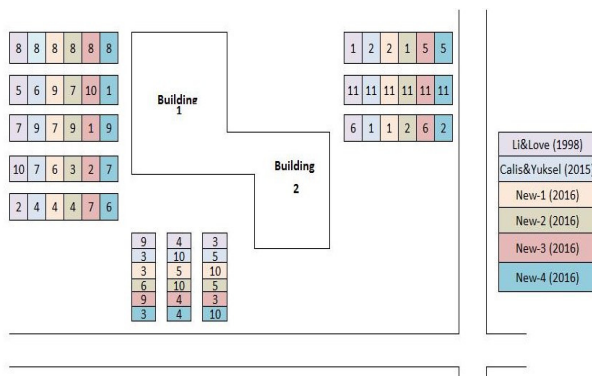 8 8 8 8 8 8
5 6 9 7 10 1
7 9 7 9 1 9
10 7 6 3 2 7
2 4 4 4 7 6
Building
1
Building
2
1 2 2 1 5 5
11 11 11 11 11 11
6 1 1 2 6 2
9 4 3
3 10 5
3 5 10
6 10 5
9 4 3
3 4 10
Li&Love (1998)
Calis&Yuksel (2015)
New-1 (2016)
New-2 (2016)
New-3 (2016)
New-4 (2016)